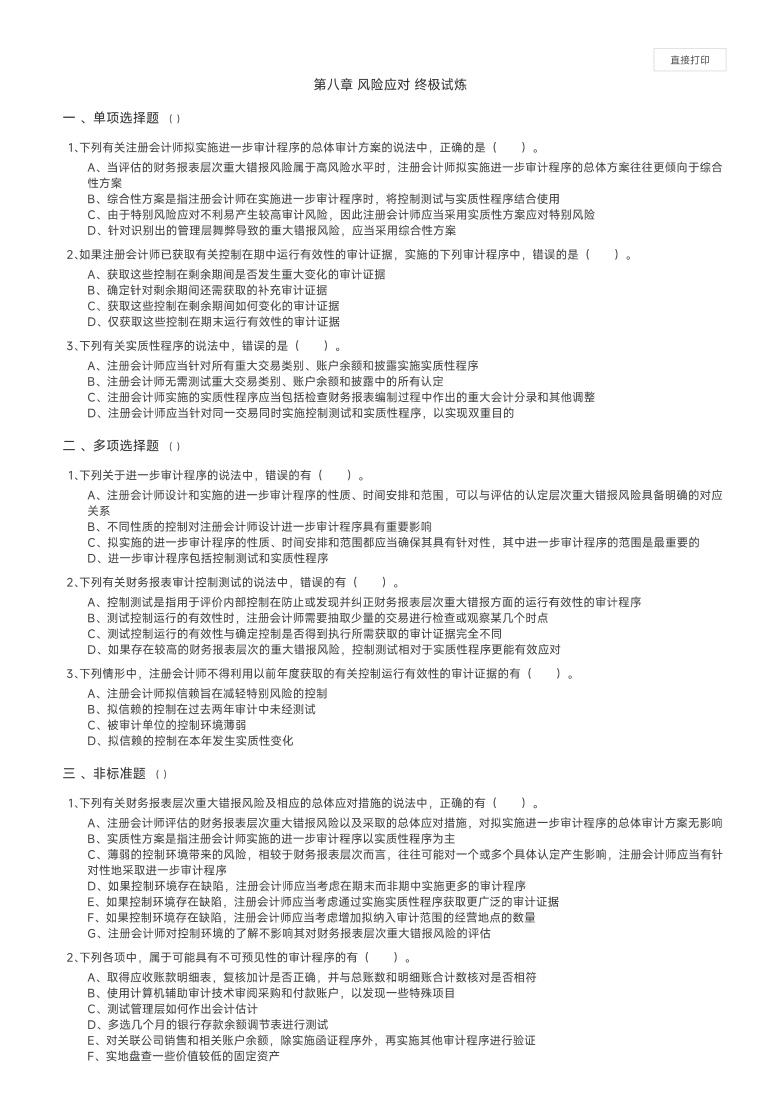 直接打印
第八章 风险应对 终极试炼
一 、单项选择题 （ ）
1、下列有关注册会计师拟实施进一步审计程序的总体审计方案的说法中，正确的是（　　）。
A、当评估的财务报表层次重大错报风险属于高风险水平时，注册会计师拟实施进一步审计程序的总体方案往往更倾向于综合
性方案
B、综合性方案是指注册会计师在实施进一步审计程序时，将控制测试与实质性程序结合使用
C、由于特别风险应对不利易产生较高审计风险，因此注册会计师应当采用实质性方案应对特别风险
D、针对识别出的管理层舞弊导致的重大错报风险，应当采用综合性方案
2、如果注册会计师已获取有关控制在期中运行有效性的审计证据，实施的下列审计程序中，错误的是（　　）。
A、获取这些控制在剩余期间是否发生重大变化的审计证据
B、确定针对剩余期间还需获取的补充审计证据
C、获取这些控制在剩余期间如何变化的审计证据
D、仅获取这些控制在期末运行有效性的审计证据
3、下列有关实质性程序的说法中，错误的是（　　）。
A、注册会计师应当针对所有重大交易类别、账户余额和披露实施实质性程序
B、注册会计师无需测试重大交易类别、账户余额和披露中的所有认定
C、注册会计师实施的实质性程序应当包括检查财务报表编制过程中作出的重大会计分录和其他调整
D、注册会计师应当针对同一交易同时实施控制测试和实质性程序，以实现双重目的
二 、多项选择题 （ ）
1、下列关于进一步审计程序的说法中，错误的有（　　）。
A、注册会计师设计和实施的进一步审计程序的性质、时间安排和范围，可以与评估的认定层次重大错报风险具备明确的对应
关系
B、不同性质的控制对注册会计师设计进一步审计程序具有重要影响
C、拟实施的进一步审计程序的性质、时间安排和范围都应当确保其具有针对性，其中进一步审计程序的范围是最重要的
D、进一步审计程序包括控制测试和实质性程序
2、下列有关财务报表审计控制测试的说法中，错误的有（　　）。
A、控制测试是指用于评价内部控制在防止或发现并纠正财务报表层次重大错报方面的运行有效性的审计程序
B、测试控制运行的有效性时，注册会计师需要抽取少量的交易进行检查或观察某几个时点
C、测试控制运行的有效性与确定控制是否得到执行所需获取的审计证据完全不同
D、如果存在较高的财务报表层次的重大错报风险，控制测试相对于实质性程序更能有效应对
3、下列情形中，注册会计师不得利用以前年度获取的有关控制运行有效性的审计证据的有（　　）。
A、注册会计师拟信赖旨在减轻特别风险的控制
B、拟信赖的控制在过去两年审计中未经测试
C、被审计单位的控制环境薄弱
D、拟信赖的控制在本年发生实质性变化
三 、非标准题 （ ）
1、下列有关财务报表层次重大错报风险及相应的总体应对措施的说法中，正确的有（　　）。
A、注册会计师评估的财务报表层次重大错报风险以及采取的总体应对措施，对拟实施进一步审计程序的总体审计方案无影响
B、实质性方案是指注册会计师实施的进一步审计程序以实质性程序为主
C、薄弱的控制环境带来的风险，相较于财务报表层次而言，往往可能对一个或多个具体认定产生影响，注册会计师应当有针
对性地采取进一步审计程序
D、如果控制环境存在缺陷，注册会计师应当考虑在期末而非期中实施更多的审计程序
E、如果控制环境存在缺陷，注册会计师应当考虑通过实施实质性程序获取更广泛的审计证据
F、如果控制环境存在缺陷，注册会计师应当考虑增加拟纳入审计范围的经营地点的数量
G、注册会计师对控制环境的了解不影响其对财务报表层次重大错报风险的评估
2、下列各项中，属于可能具有不可预见性的审计程序的有（　　）。
A、取得应收账款明细表，复核加计是否正确，并与总账数和明细账合计数核对是否相符
B、使用计算机辅助审计技术审阅采购和付款账户，以发现一些特殊项目
C、测试管理层如何作出会计估计
D、多选几个月的银行存款余额调节表进行测试
E、对关联公司销售和相关账户余额，除实施函证程序外，再实施其他审计程序进行验证
F、实地盘查一些价值较低的固定资产